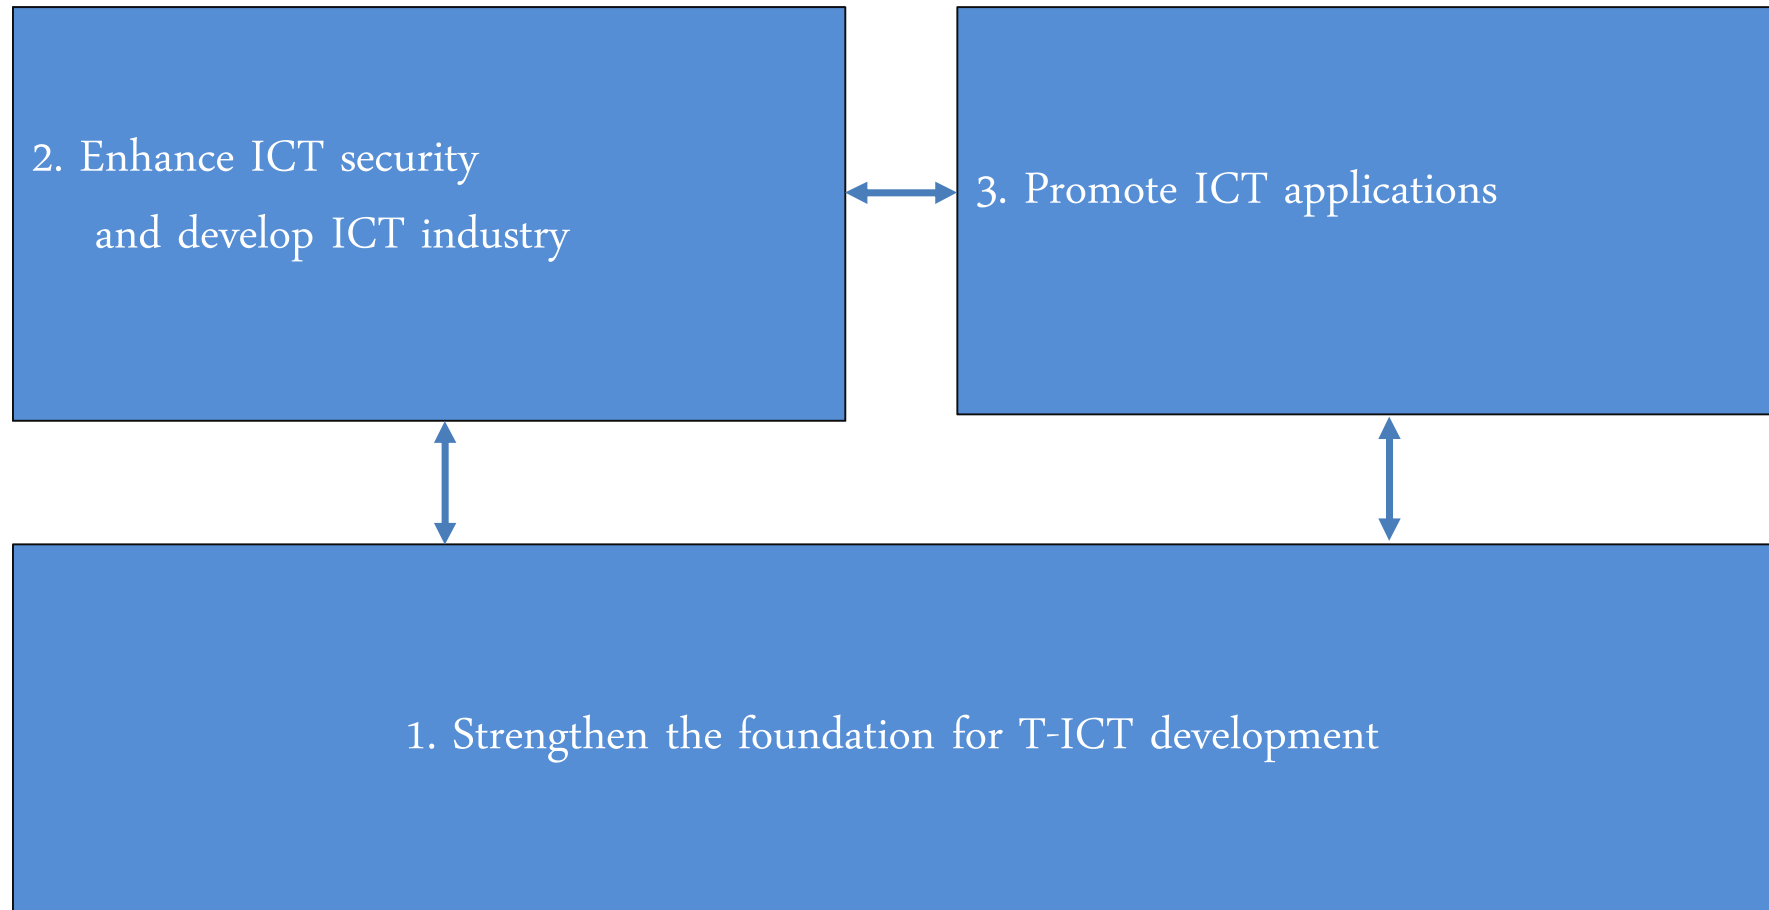 2. Enhance ICT security
and develop ICT industry
3. Promote ICT applications
1. Strengthen the foundation for T-ICT development